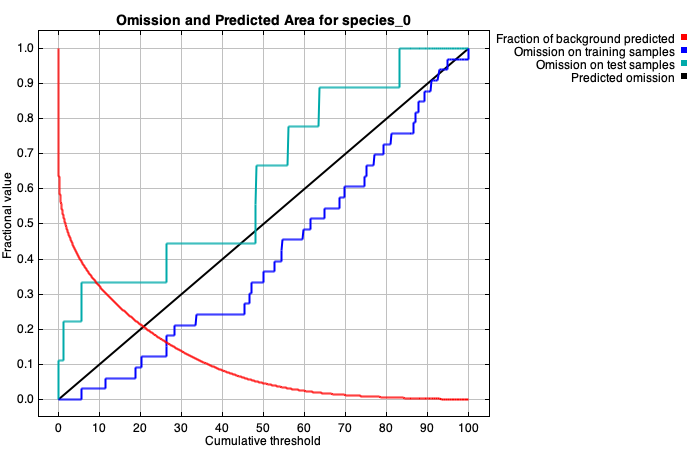 Omission and Predicted Area for species_0
Fraction of background predicted
Omission on training samples
Omission on test samples
Predicted omission
Fractional value
1.0
0.9
0.8
0.7
0.6
0.5
0.4
0.3
0.2
0.1
0.0
0 10 20 30 40 50 60 70 80 90 100
Cumulative threshold